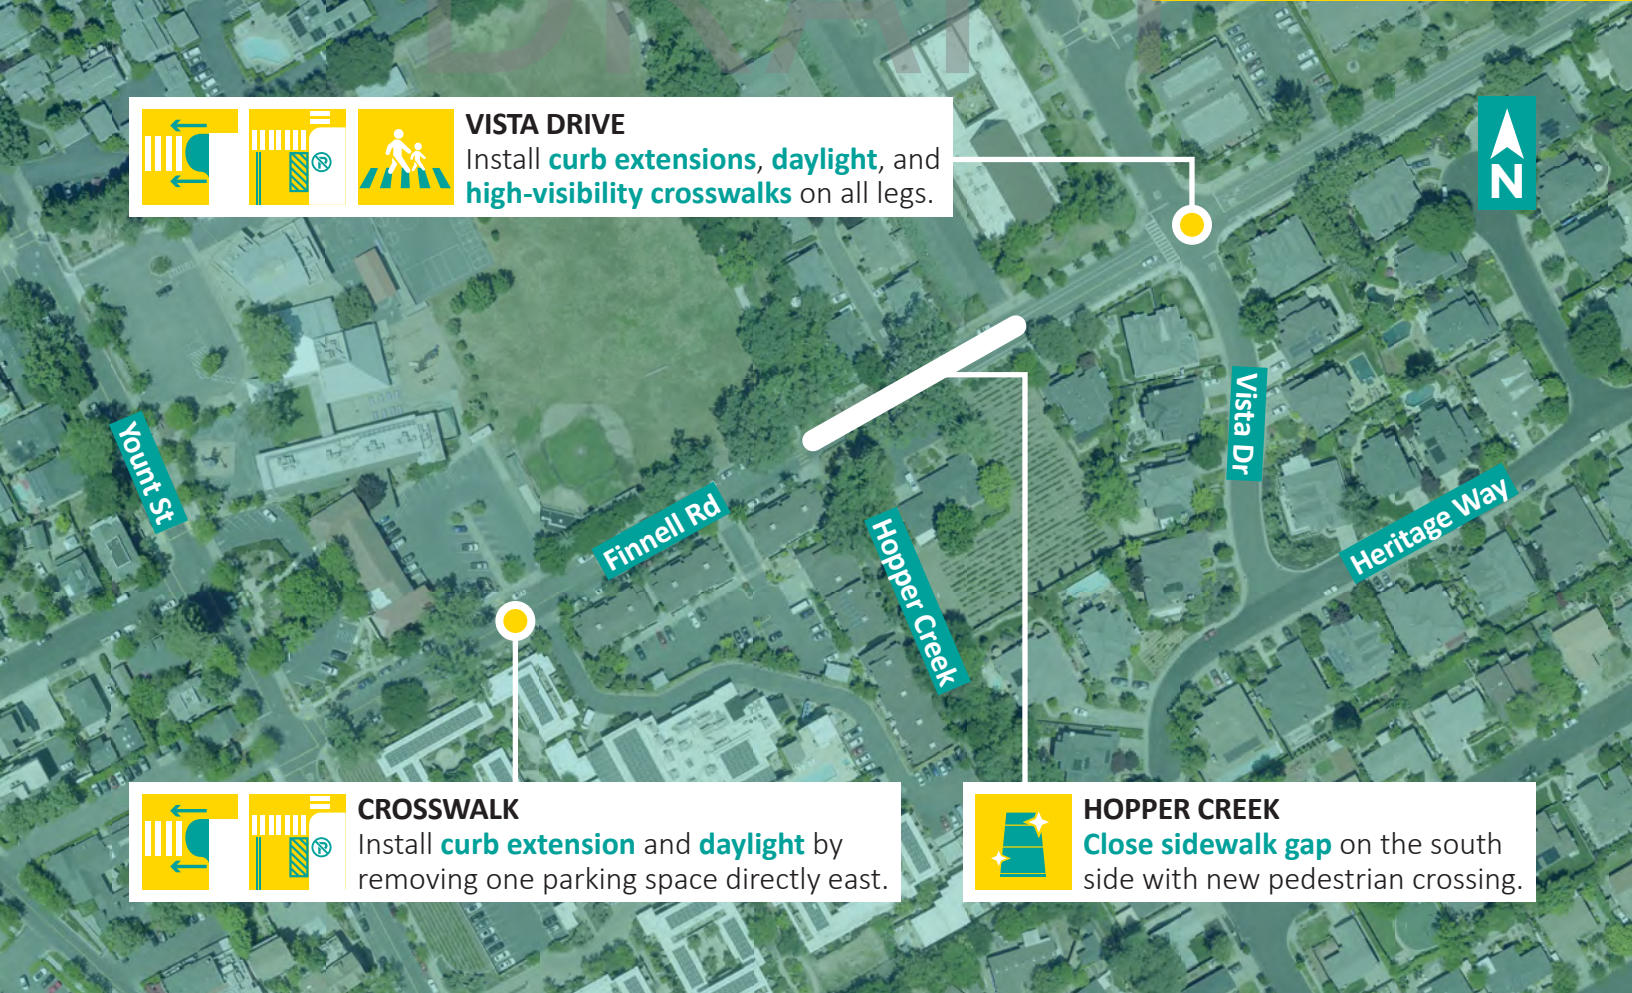 DRAFT
VISTA DRIVE
Install curb extensions, daylight, and
high-visibility crosswalks on all legs.
N
Yount St
Finnell Rd
Hopper Creek
Vista Dr
Heritage Way
CROSSWALK
Install curb extension and daylight by
removing one parking space directly east.
HOPPER CREEK
Close sidewalk gap on the south
side with new pedestrian crossing.